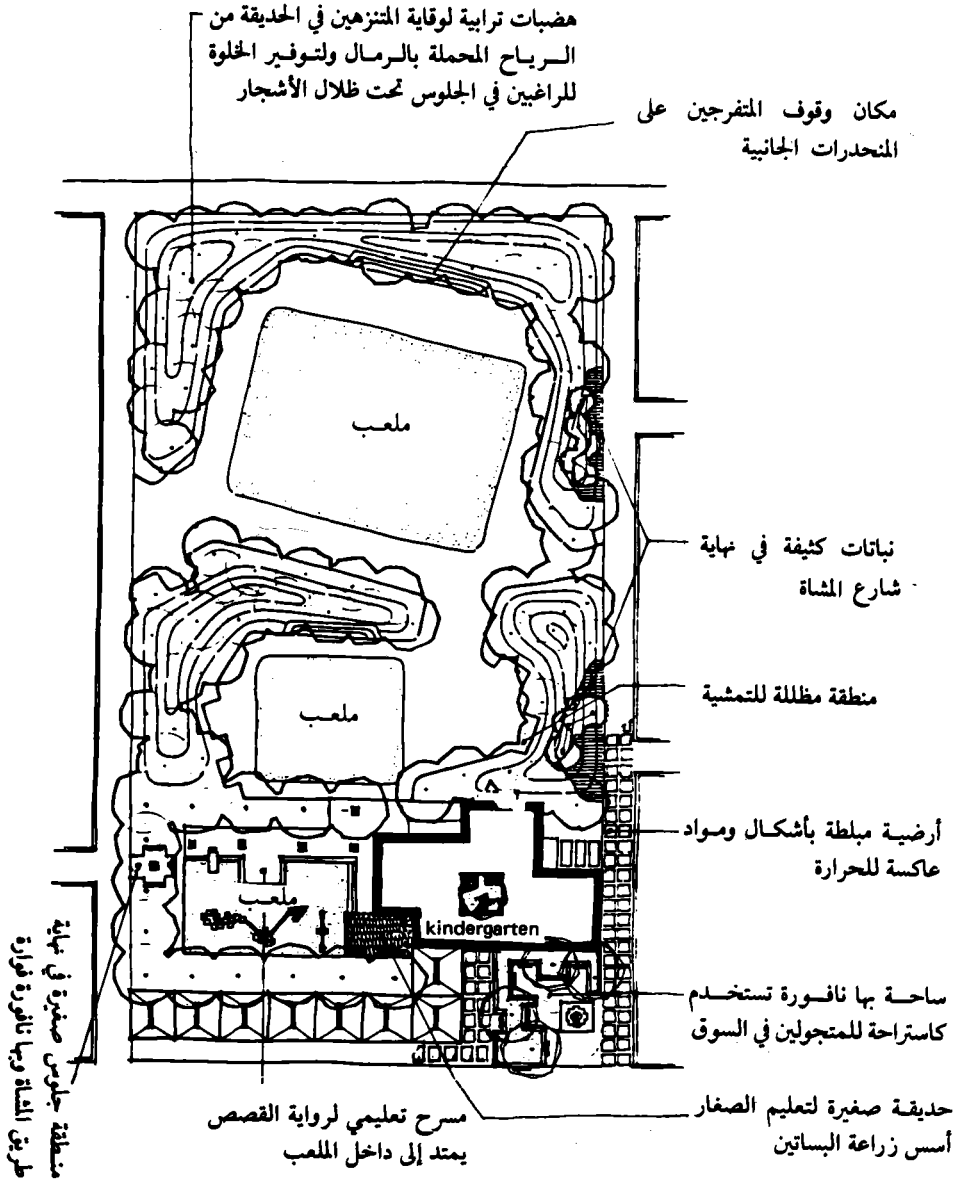 هضبات ترابية لوقاية المتنزهين في الحديقة من
الرياح المحملة بالرمال ولتوفير الخلوة
للراغبين في الجلوس تحت ظلال الأشجار
مكان وقوف المتفرجين على
المنحدرات الجانبية
ملعب
نباتات كثيفة في نهاية
شارع المشاة
منطقة مظللة للتمشية
ملعب
أرضية مبلطة بأشكال ومواد
عاكسة للحرارة
ملعب
kindergarten
ساحة بها نافورة تستخدم
كاستراحة للمتجولين في السوق
حديقة صغيرة لتعليم الصغار
أسس زراعة البساتين
مسرح تعليمي لرواية القصص
يمتد إلى داخل الملعب
منطقة جلوس صغيرة في نهاية
طريق المشاة وبها نافورة فوارة